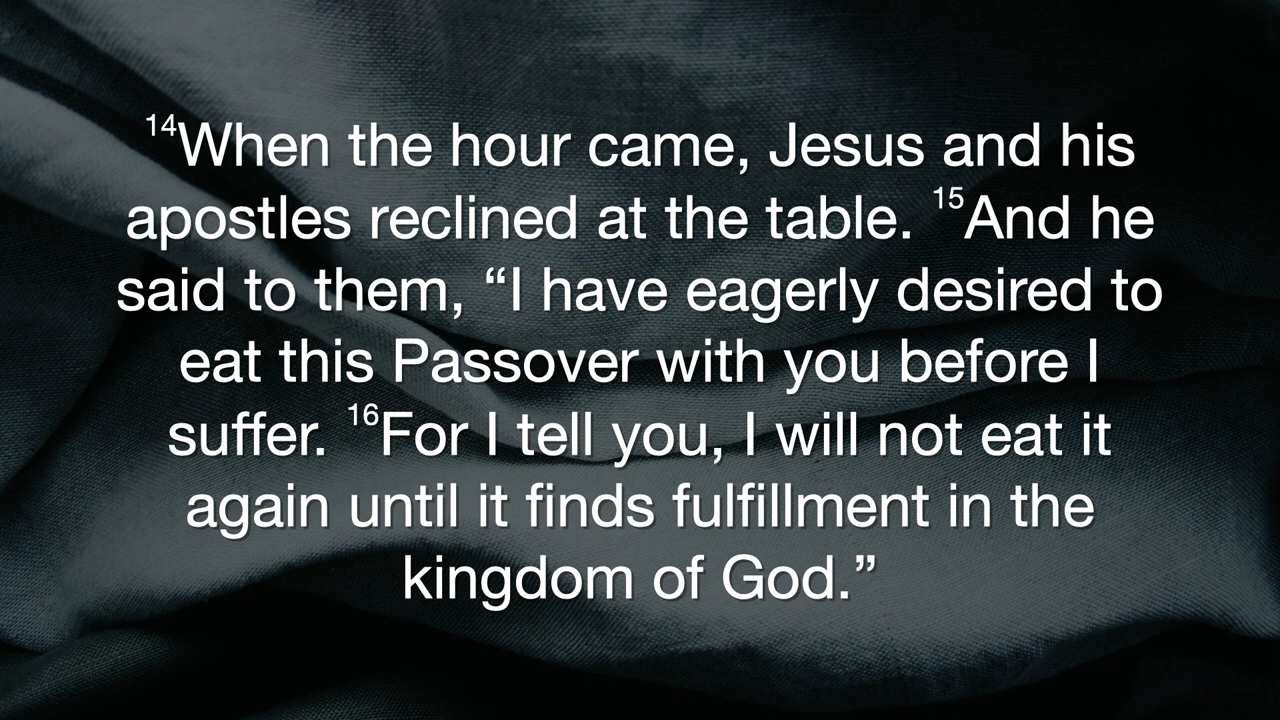 ¹⁴When the hour came, Jesus and his
apostles reclined at the table. ¹⁵And he
said to them, “I have eagerly desired to
eat this Passover with you before I
suffer. ¹⁶For I tell you, I will not eat it
again until it finds fulfillment in the
kingdom of God.”